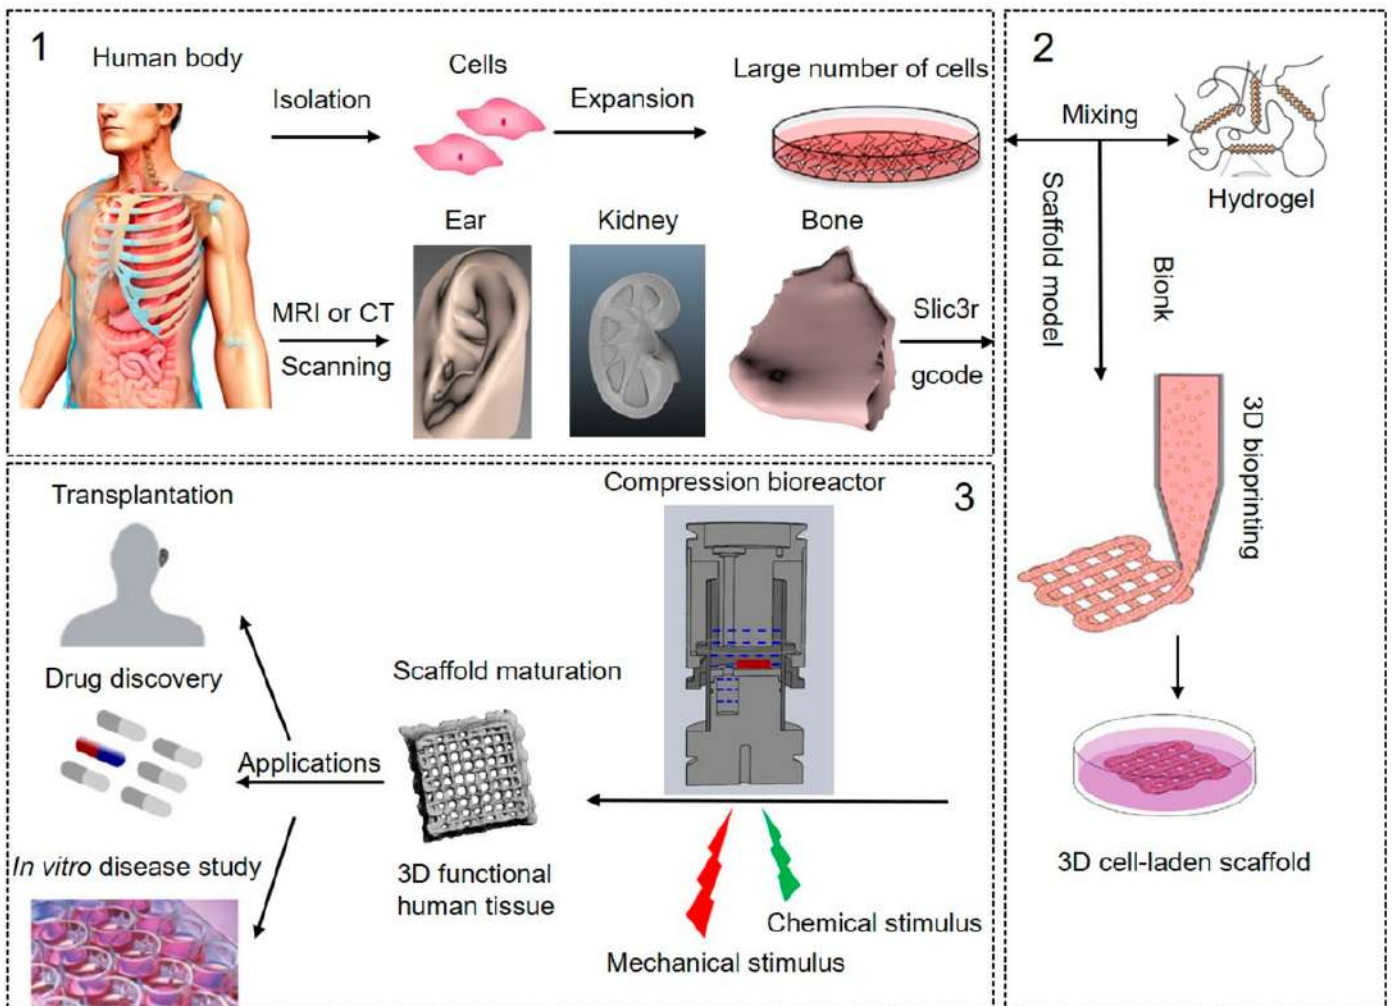 1
Human body
Isolation
Cells
Expansion
Large number of cells
MRI or CT
Scanning
Ear
Kidney
Bone
Slic3r
gcode
2
Mixing
Hydrogel
Scaffold model
Bionk
3D bioprinting
3D cell-laden scaffold
3
Compression bioreactor
Mechanical stimulus
Chemical stimulus
Scaffold maturation
3D functional
human tissue
Applications
Transplantation
Drug discovery
In vitro disease study